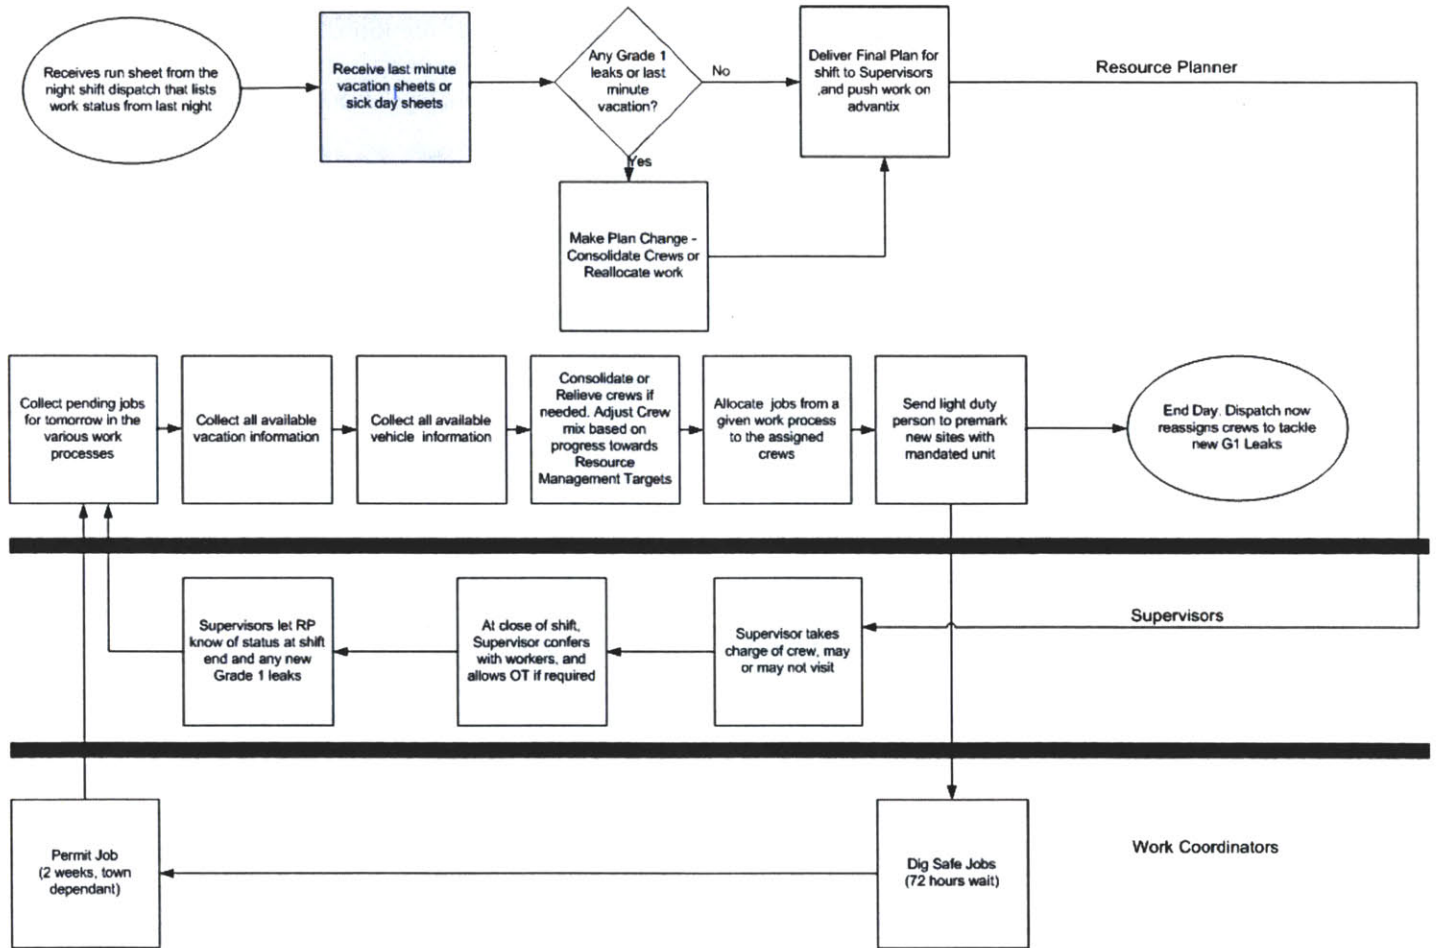 Receives run sheet from the
night shift dispatch that lists
work status from last night
Receive last minute
vacation sheets or
sick day sheets
Any Grade 1
leaks or last
minute
vacation?
No
Yes
Deliver Final Plan for
shift to Supervisors
,and push work on
advantix
Resource Planner
Make Plan Change -
Consolidate Crews or
Reallocate work
Collect pending jobs
for tomorrow in the
various work
processes
Collect all available
vacation information
Collect all available
vehicle information
Consolidate or
Relieve crews if
needed. Adjust Crew
mix based on
progress towards
Resource
Management Targets
Allocate jobs from a
given work process
to the assigned
crews
Send light duty
person to premark
new sites with
mandated unit
End Day. Dispatch now
reassigns crews to tackle
new G1 Leaks
Supervisors let RP
know of status at shift
end and any new
Grade 1 leaks
At close of shift,
Supervisor confers
with workers, and
allows OT if required
Supervisor takes
charge of crew, may
or may not visit
Supervisors
Permit Job
(2 weeks, town
dependant)
Dig Safe Jobs
(72 hours wait)
Work Coordinators